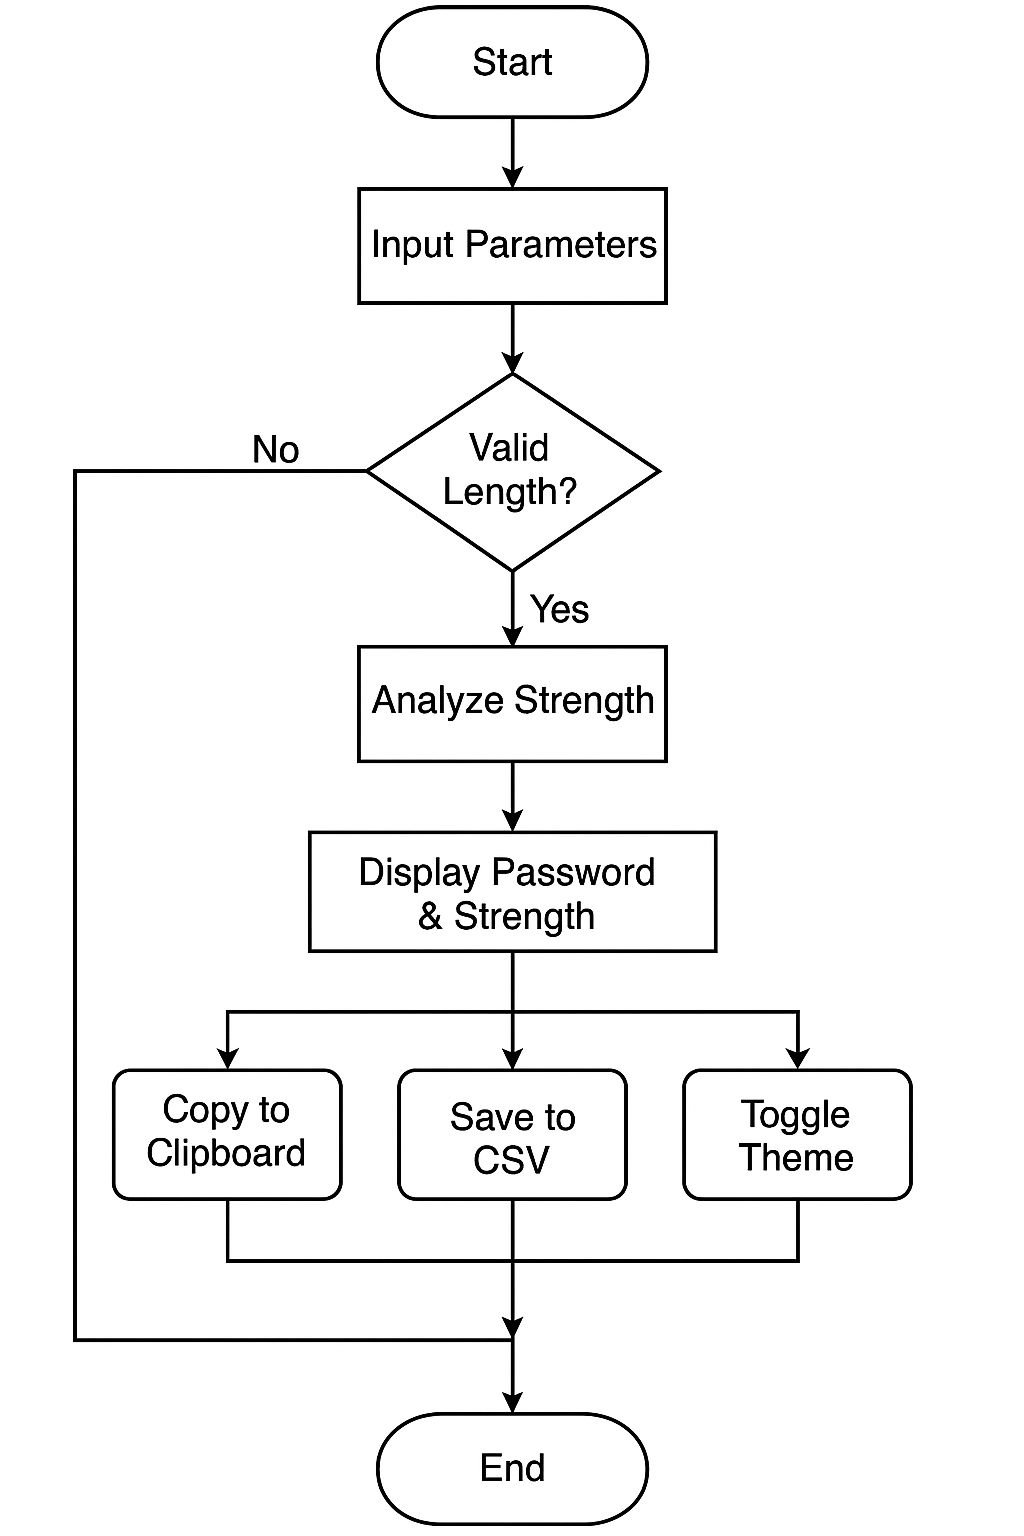 Start
Input Parameters
No
Valid
Length?
Yes
Analyze Strength
Display Password
& Strength
Copy to
Clipboard
Save to
CSV
Toggle
Theme
End